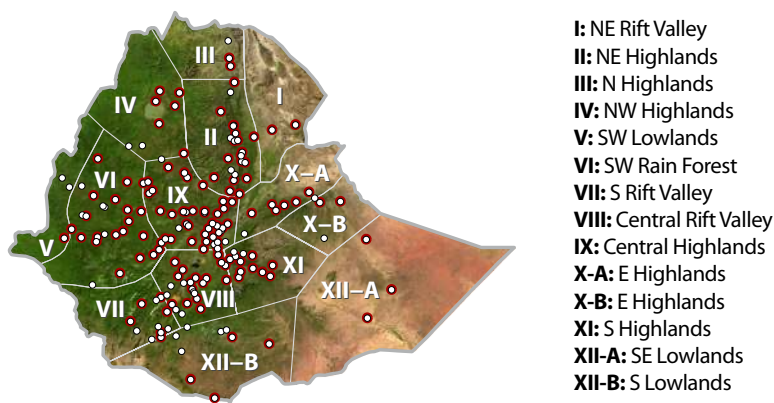 III
IV
I
II
X–A
VI
IX
X–B
V
XI
XII–A
VII
VIII
XII–B
I: NE Rift Valley
II: NE Highlands
III: N Highlands
IV: NW Highlands
V: SW Lowlands
VI: SW Rain Forest
VII: S Rift Valley
VIII: Central Rift Valley
IX: Central Highlands
X-A: E Highlands
X-B: E Highlands
XI: S Highlands
XII-A: SE Lowlands
XII-B: S Lowlands